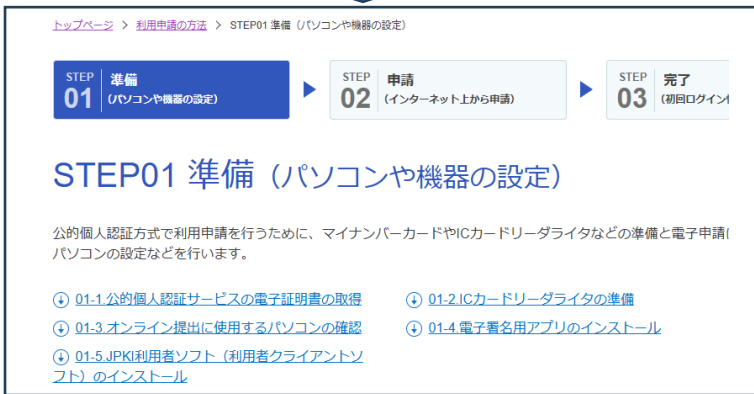 トップページ > 利用申請の方法 > STEP01 準備(パソコンや機器の設定)
STEP 01 準備
(パソコンや機器の設定)
STEP 02 申請
(インターネット上から申請)
STEP 03 完了
(初回ログイン
STEP01 準備(パソコンや機器の設定)
公的個人認証方式で利用申請を行うために、マイナンバーカードやICカードリーダライタなどの準備と電子申請
パソコンの設定などを行います。
01-1.公的個人認証サービスの電子証明書の取得
01-2.ICカードリーダライタの準備
01-3.オンライン提出に使用するパソコンの確認
01-4.電子署名用アプリのインストール
01-5.JPKI利用者ソフト(利用者クライアントソ
フト)のインストール